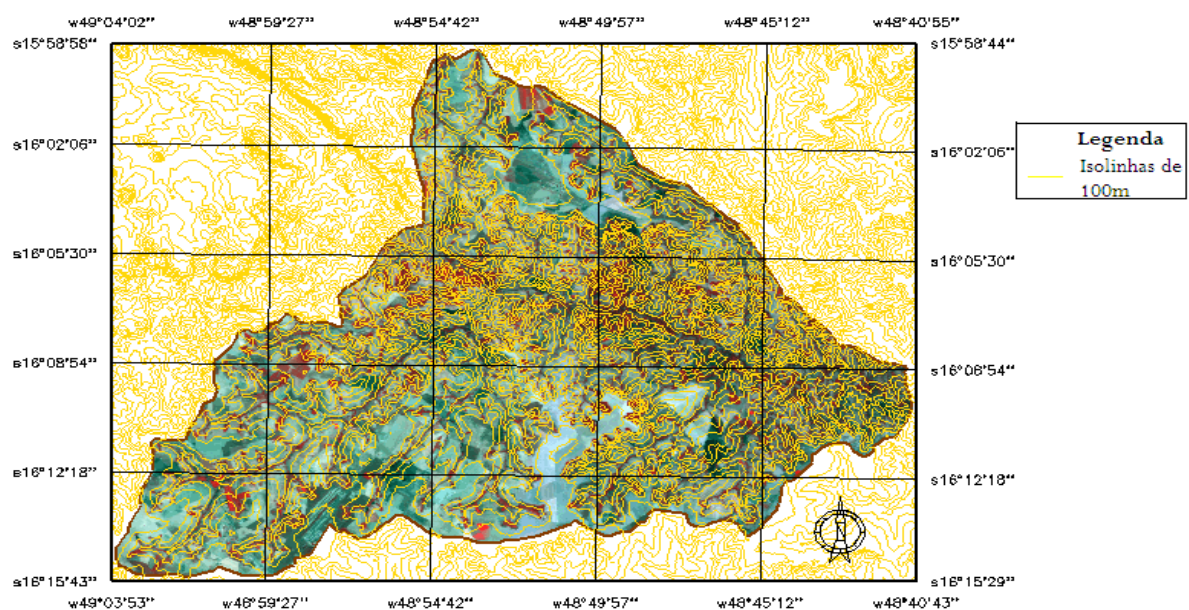 w49°04'02" w48°59'27" w48°54'42" w48°49'57" w48°45'12" w48°40'55"
s15°58'58" s15°58'44"
s16°02'06" s16°02'06"
Legenda
Isolinhas de
100m
s16°05'30" s16°05'30"
s16°08'54" s16°06'54"
s16°12'18" s16°12'18"
N
s16°15'43" s16°15'29"
w49°03'53" w46°59'27" w48°54'42" w48°49'57" w48°45'12" w48°40'43"